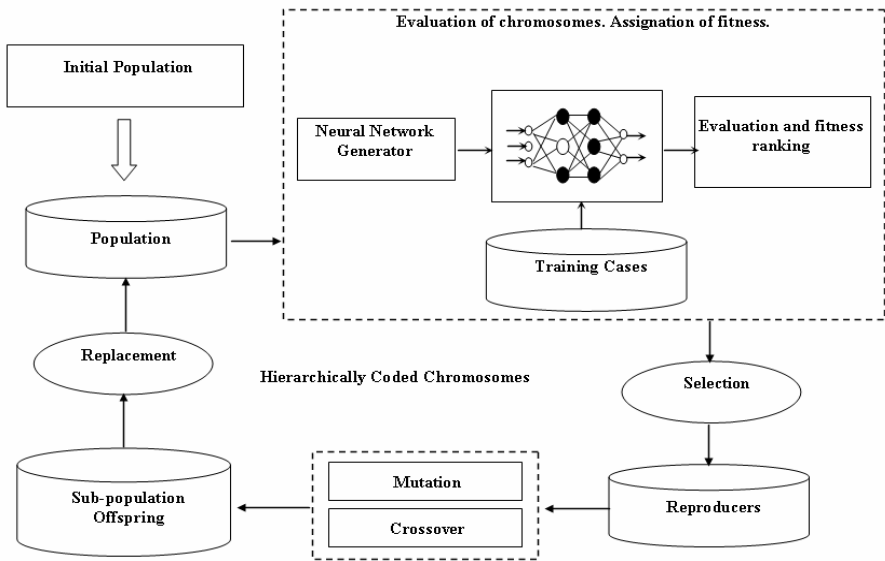 Evaluation of chromosomes. Assignation of fitness.
Initial Population
Neural Network
Generator
Evaluation and fitness
ranking
Population
Training Cases
Replacement
Hierarchically Coded Chromosomes
Selection
Sub-population
Offspring
Mutation
Crossover
Reproducers